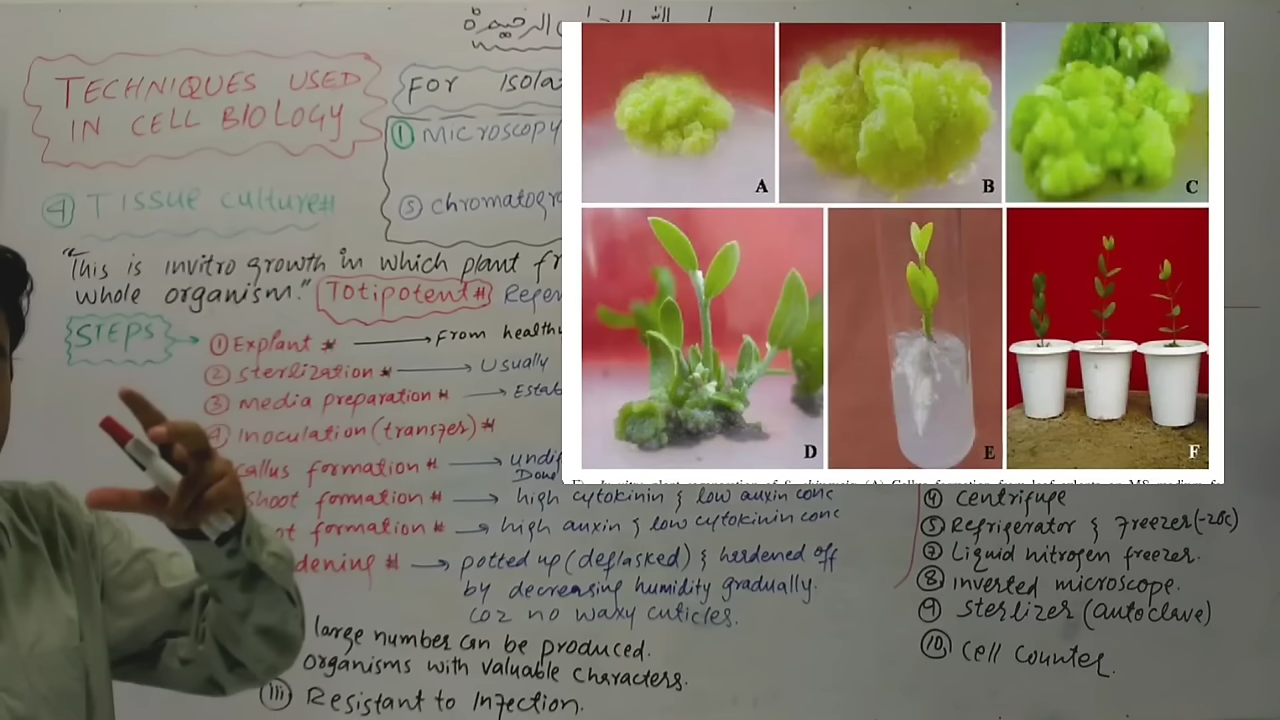 TECHNIQUES USED
IN CELL BIOLOGY
FOR Isola
① MICROSCOPY
④ Tissue culture#
⑤ chromatogra
"This is invitro growth in which plant fr
whole organism." Totipotent# Regen
STEPS
① Explant * → From healthy
② Sterlization * → Usually
③ Media preparation # → Estab
④ Inoculation (transfer) *
callus formation # → undif
Done
Shoot formation # → high cytokinin & low auxin conc
ot formation * → high auxin & low cytokinin conc
dening # → potted up (deflasked) & herdened off
by decreasing humidity gradually.
coz no waxy cuticles.
large number can be produced.
organisms with valuable characters.
(iii) Resistant to Infection.
A
B
C
D
E
F
④ Centrifuge
⑤ Refrigerator & Freezer (-20c)
⑦ Liquid nitrogen freezer.
⑧ inverted microscope.
⑨ sterlizer (autoclave)
⑩ Cell Counter.